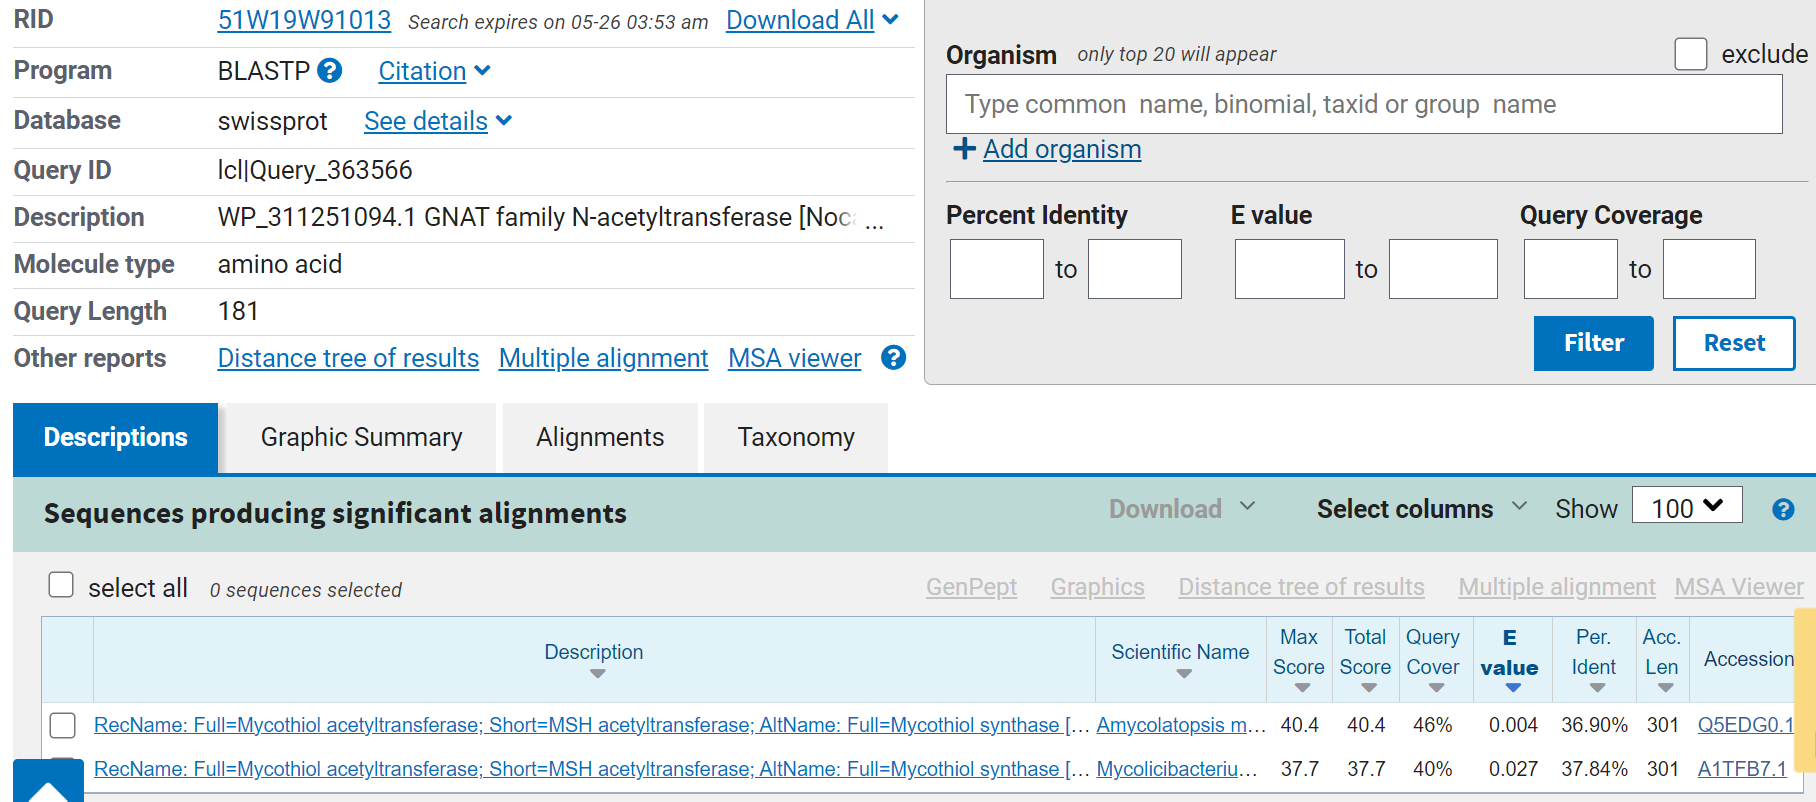 RID 51W19W91013 Search expires on 05-26 03:53 am Download All
Program BLASTP ? Citation
Database swissprot See details
Query ID lcl|Query_363566
Description WP_311251094.1 GNAT family N-acetyltransferase [Noca ...
Molecule type amino acid
Query Length 181
Other reports Distance tree of results Multiple alignment MSA viewer ?
Organism only top 20 will appear exclude
Type common name, binomial, taxid or group name
+ Add organism
Percent Identity E value Query Coverage
to to to
Filter Reset
Descriptions Graphic Summary Alignments Taxonomy
Sequences producing significant alignments Download Select columns Show 100 ?
select all 0 sequences selected GenPept Graphics Distance tree of results Multiple alignment MSA Viewer
Description Scientific Name Max Score Total Score Query Cover E value Per. Ident Acc. Len Accession
RecName: Full=Mycothiol acetyltransferase; Short=MSH acetyltransferase; AltName: Full=Mycothiol synthase [... Amycolatopsis m... 40.4 40.4 46% 0.004 36.90% 301 Q5EDG0.1
RecName: Full=Mycothiol acetyltransferase; Short=MSH acetyltransferase; AltName: Full=Mycothiol synthase [... Mycolicibacteriu... 37.7 37.7 40% 0.027 37.84% 301 A1TFB7.1